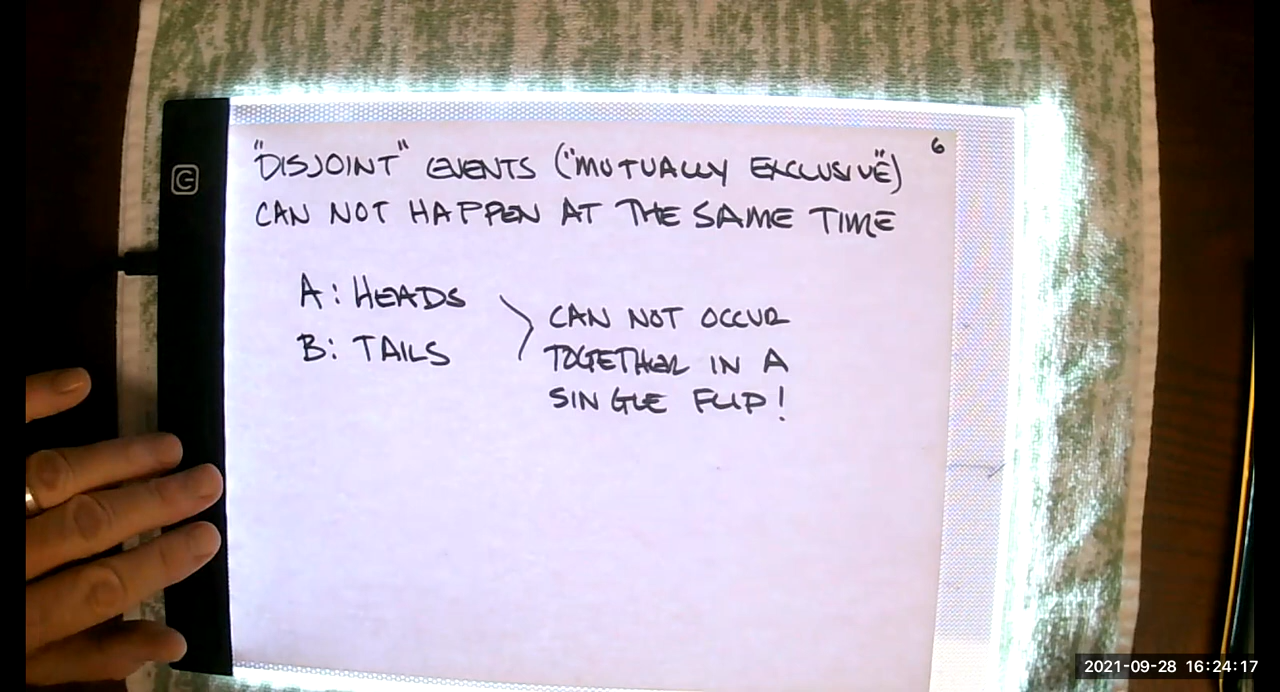 6
"DISJOINT" EVENTS ("MUTUALLY EXCLUSIVE")
CAN NOT HAPPEN AT THE SAME TIME
A: HEADS
B: TAILS
CAN NOT OCCUR
TOGETHER IN A
SINGLE FLIP!
2021-09-28 16:24:17